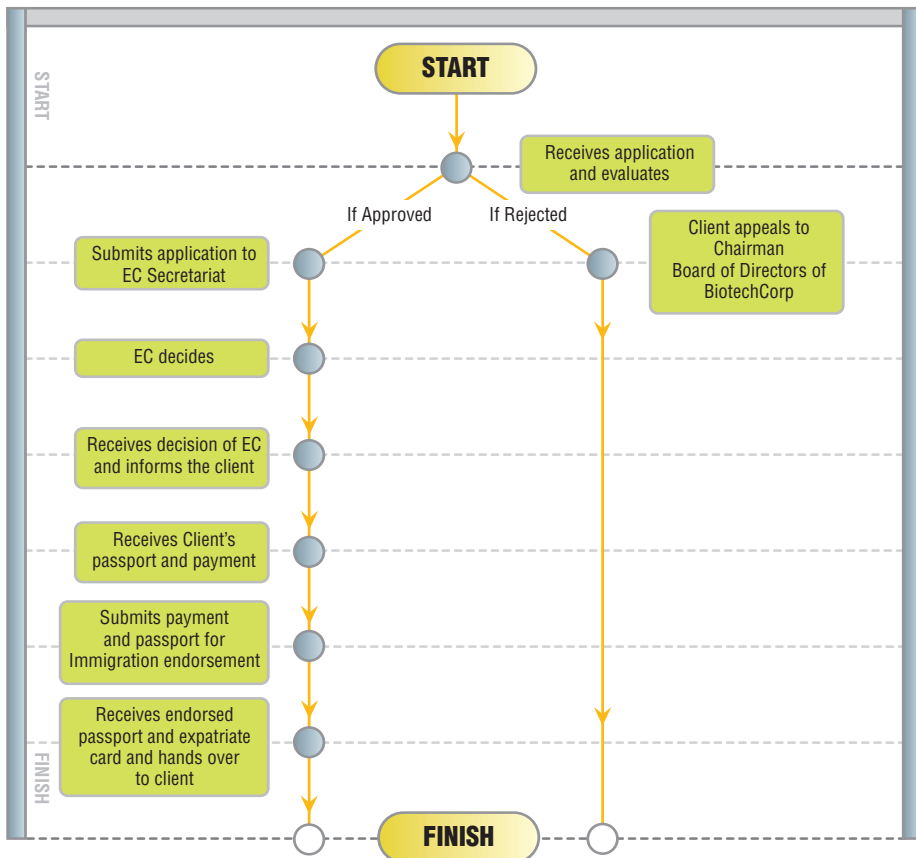 START
START
Receives application
and evaluates
If Approved
If Rejected
Submits application to
EC Secretariat
Client appeals to
Chairman
Board of Directors of
BiotechCorp
EC decides
Receives decision of EC
and informs the client
Receives Client's
passport and payment
Submits payment
and passport for
Immigration endorsement
Receives endorsed
passport and expatriate
card and hands over
to client
FINISH
FINISH